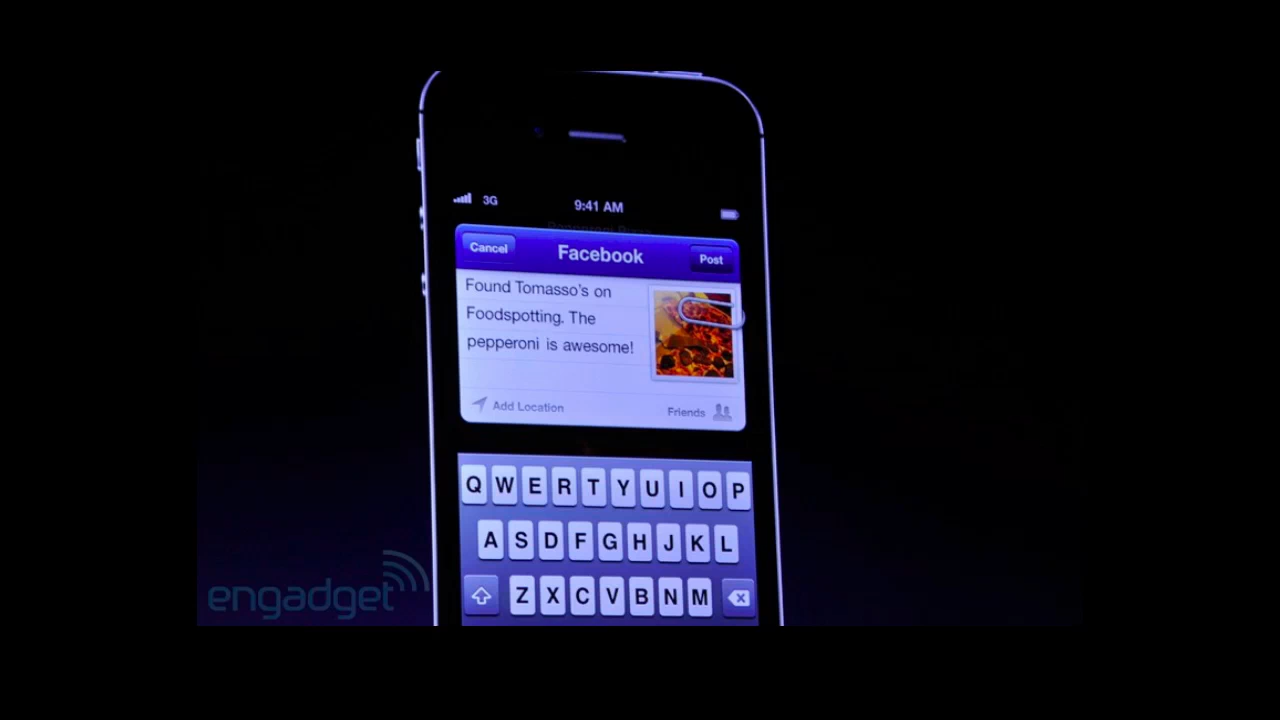 3G 9:41 AM
Cancel Facebook Post
Found Tomasso's on
Foodspotting. The
pepperoni is awesome!
Add Location Friends
Q W E R T Y U I O P
A S D F G H J K L
Z X C V B N M
engadget